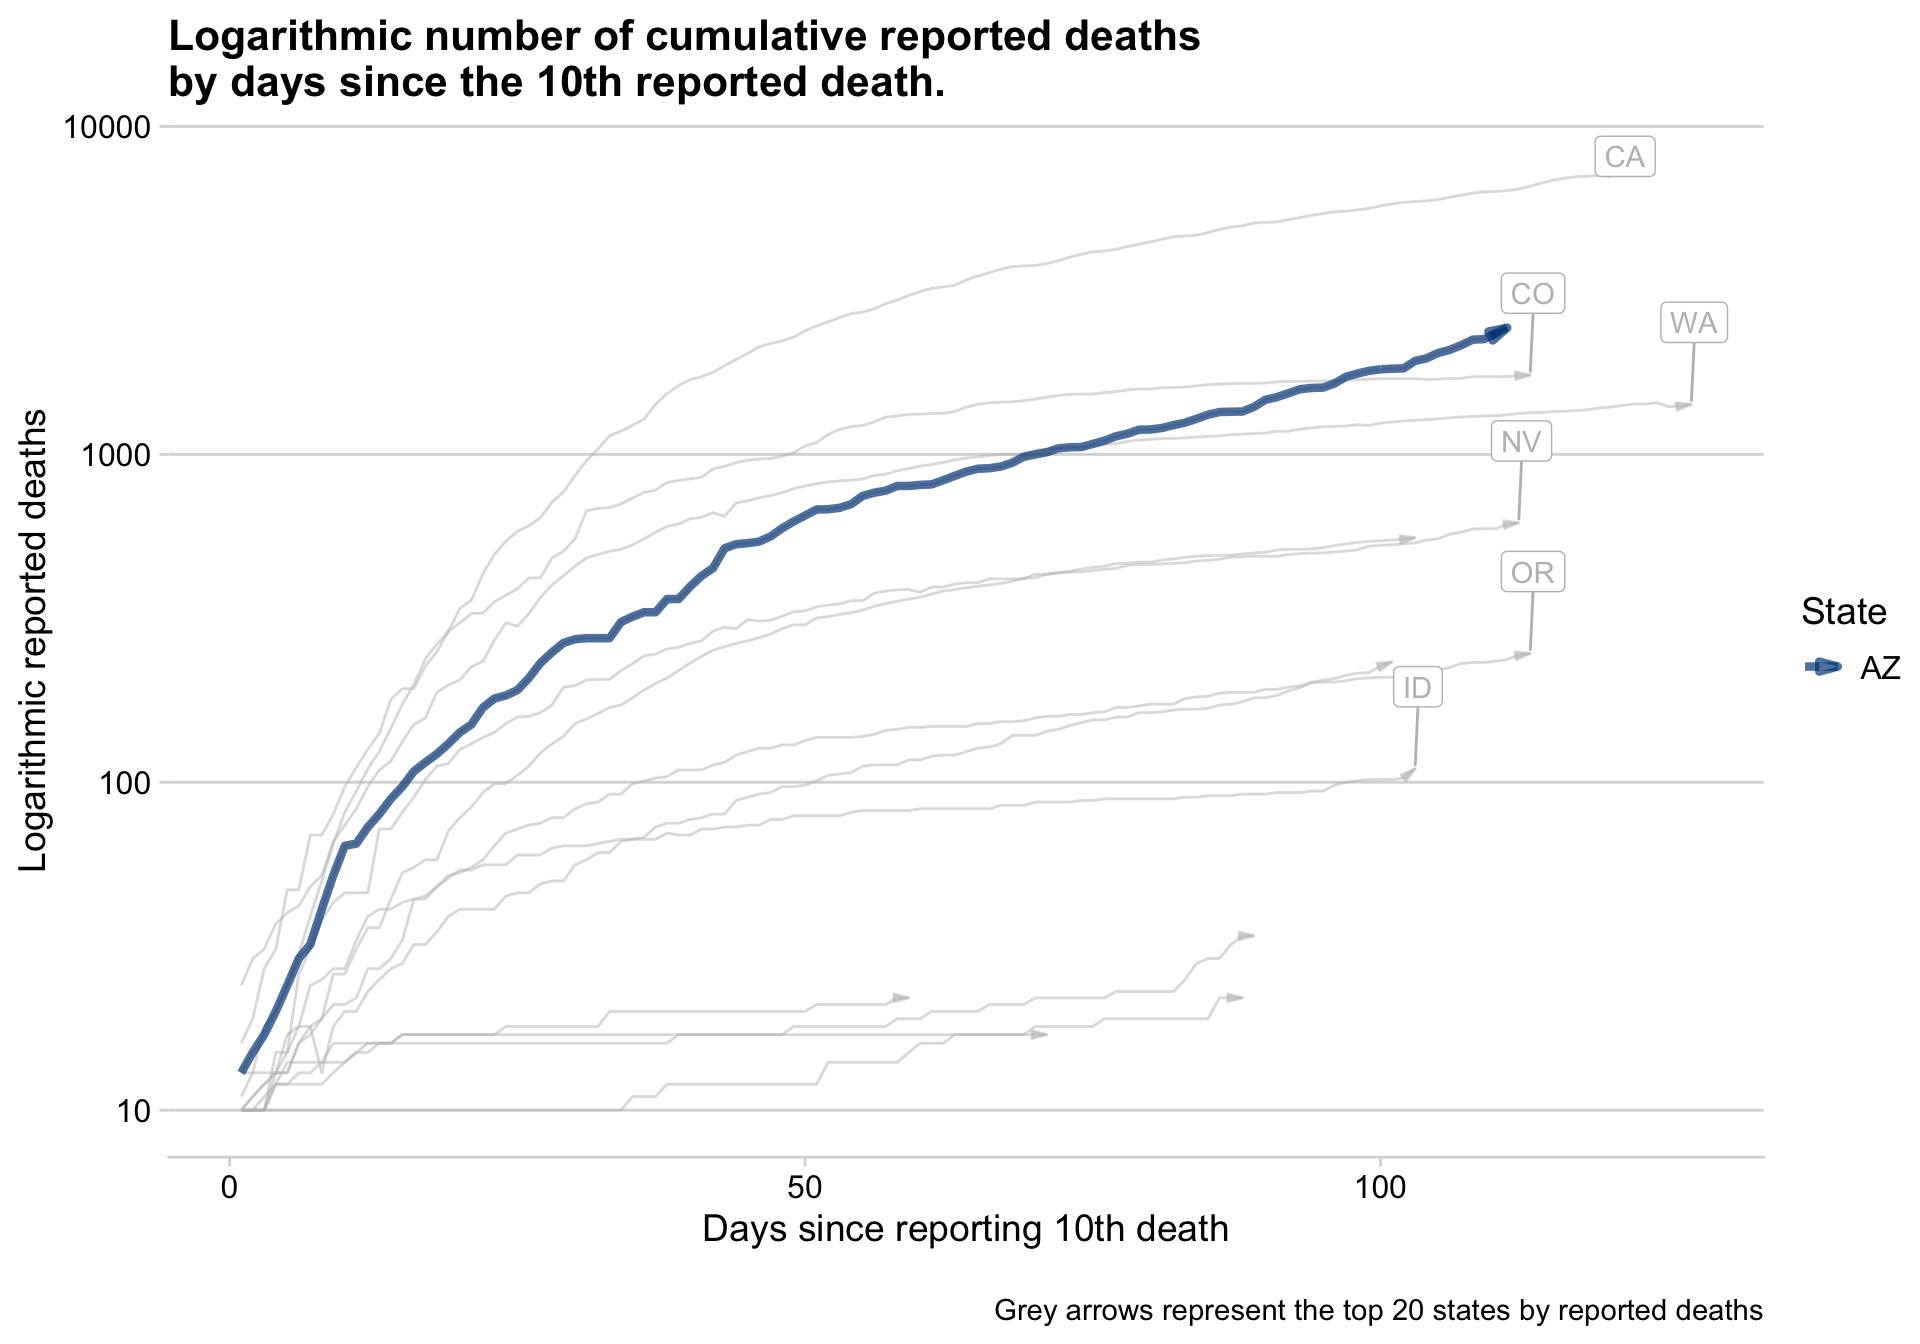 Logarithmic number of cumulative reported deaths
by days since the 10th reported death.
10000
1000
100
10
Logarithmic reported deaths
CA
CO
WA
NV
OR
ID
State
AZ
0
50
100
Days since reporting 10th death
Grey arrows represent the top 20 states by reported deaths